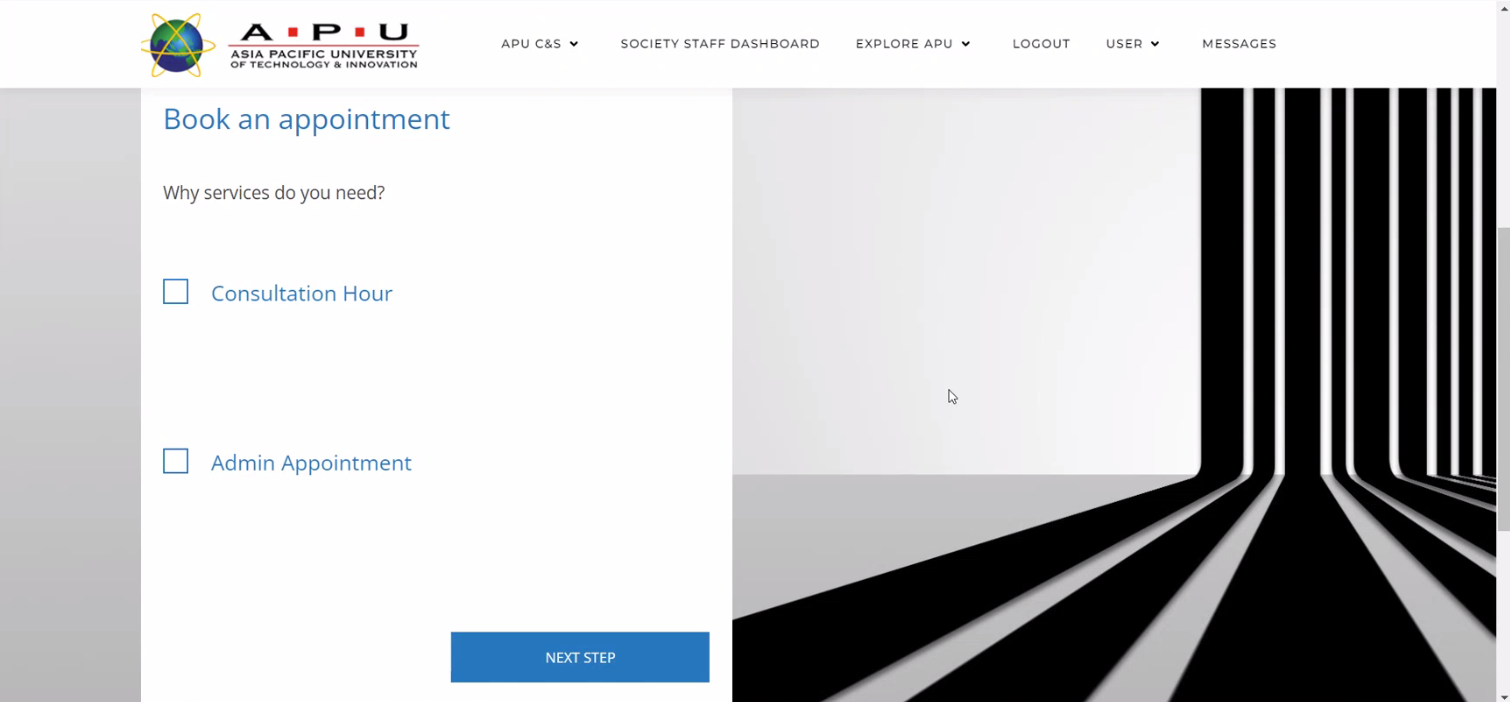 A·P·U
ASIA PACIFIC UNIVERSITY
OF TECHNOLOGY & INNOVATION
APU C&S
SOCIETY STAFF DASHBOARD
EXPLORE APU
LOGOUT
USER
MESSAGES
Book an appointment
Why services do you need?
Consultation Hour
Admin Appointment
NEXT STEP